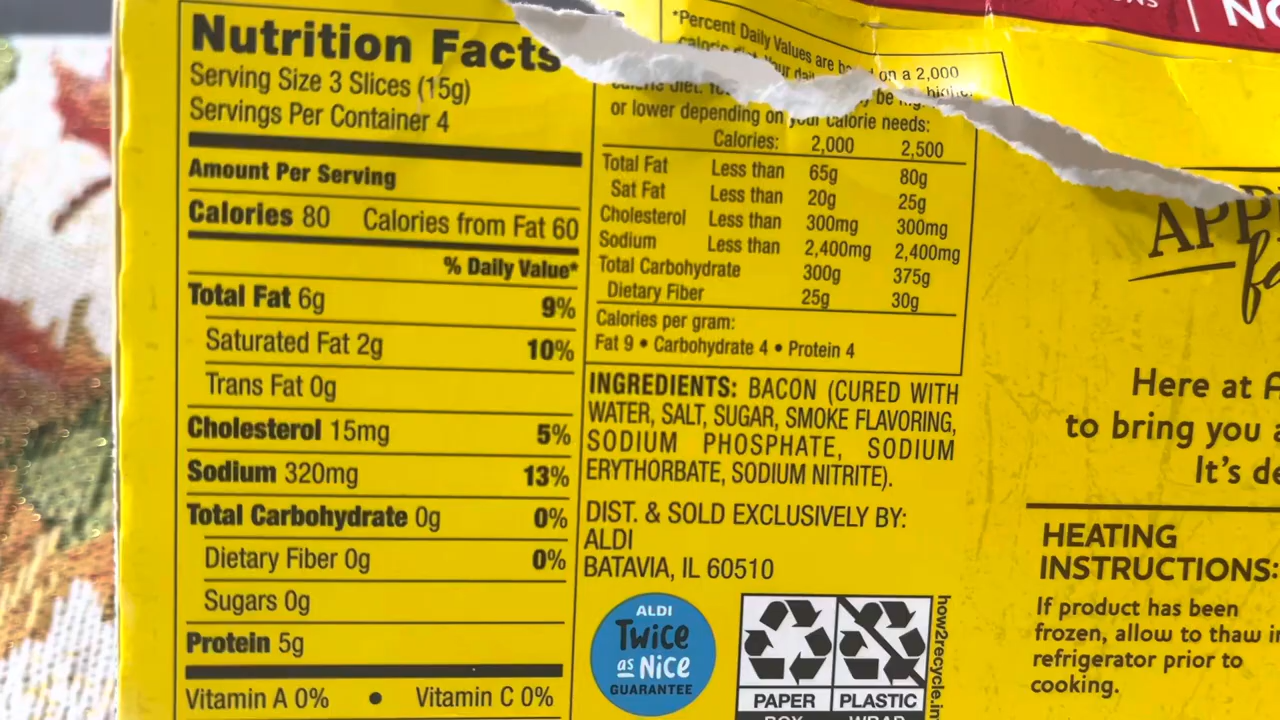 Nutrition Facts
Serving Size 3 Slices (15g)
Servings Per Container 4
Amount Per Serving
Calories 80 Calories from Fat 60
% Daily Value*
Total Fat 6g 9%
Saturated Fat 2g 10%
Trans Fat 0g
Cholesterol 15mg 5%
Sodium 320mg 13%
Total Carbohydrate 0g 0%
Dietary Fiber 0g 0%
Sugars 0g
Protein 5g
Vitamin A 0% • Vitamin C 0%
*Percent Daily Values are on a 2,000
or lower depending on your calorie needs:
Calories: 2,000 2,500
Total Fat Less than 65g 80g
Sat Fat Less than 20g 25g
Cholesterol Less than 300mg 300mg
Sodium Less than 2,400mg 2,400mg
Total Carbohydrate 300g 375g
Dietary Fiber 25g 30g
Calories per gram:
Fat 9 • Carbohydrate 4 • Protein 4
INGREDIENTS: BACON (CURED WITH
WATER, SALT, SUGAR, SMOKE FLAVORING,
SODIUM PHOSPHATE, SODIUM
ERYTHORBATE, SODIUM NITRITE).
DIST. & SOLD EXCLUSIVELY BY:
ALDI
BATAVIA, IL 60510
ALDI
Twice
as Nice
GUARANTEE
PAPER PLASTIC
BOX WRAP
how2recycle.in
Here at
to bring you
It's
HEATING
INSTRUCTIONS:
If product has been
frozen, allow to thaw in
refrigerator prior to
cooking.